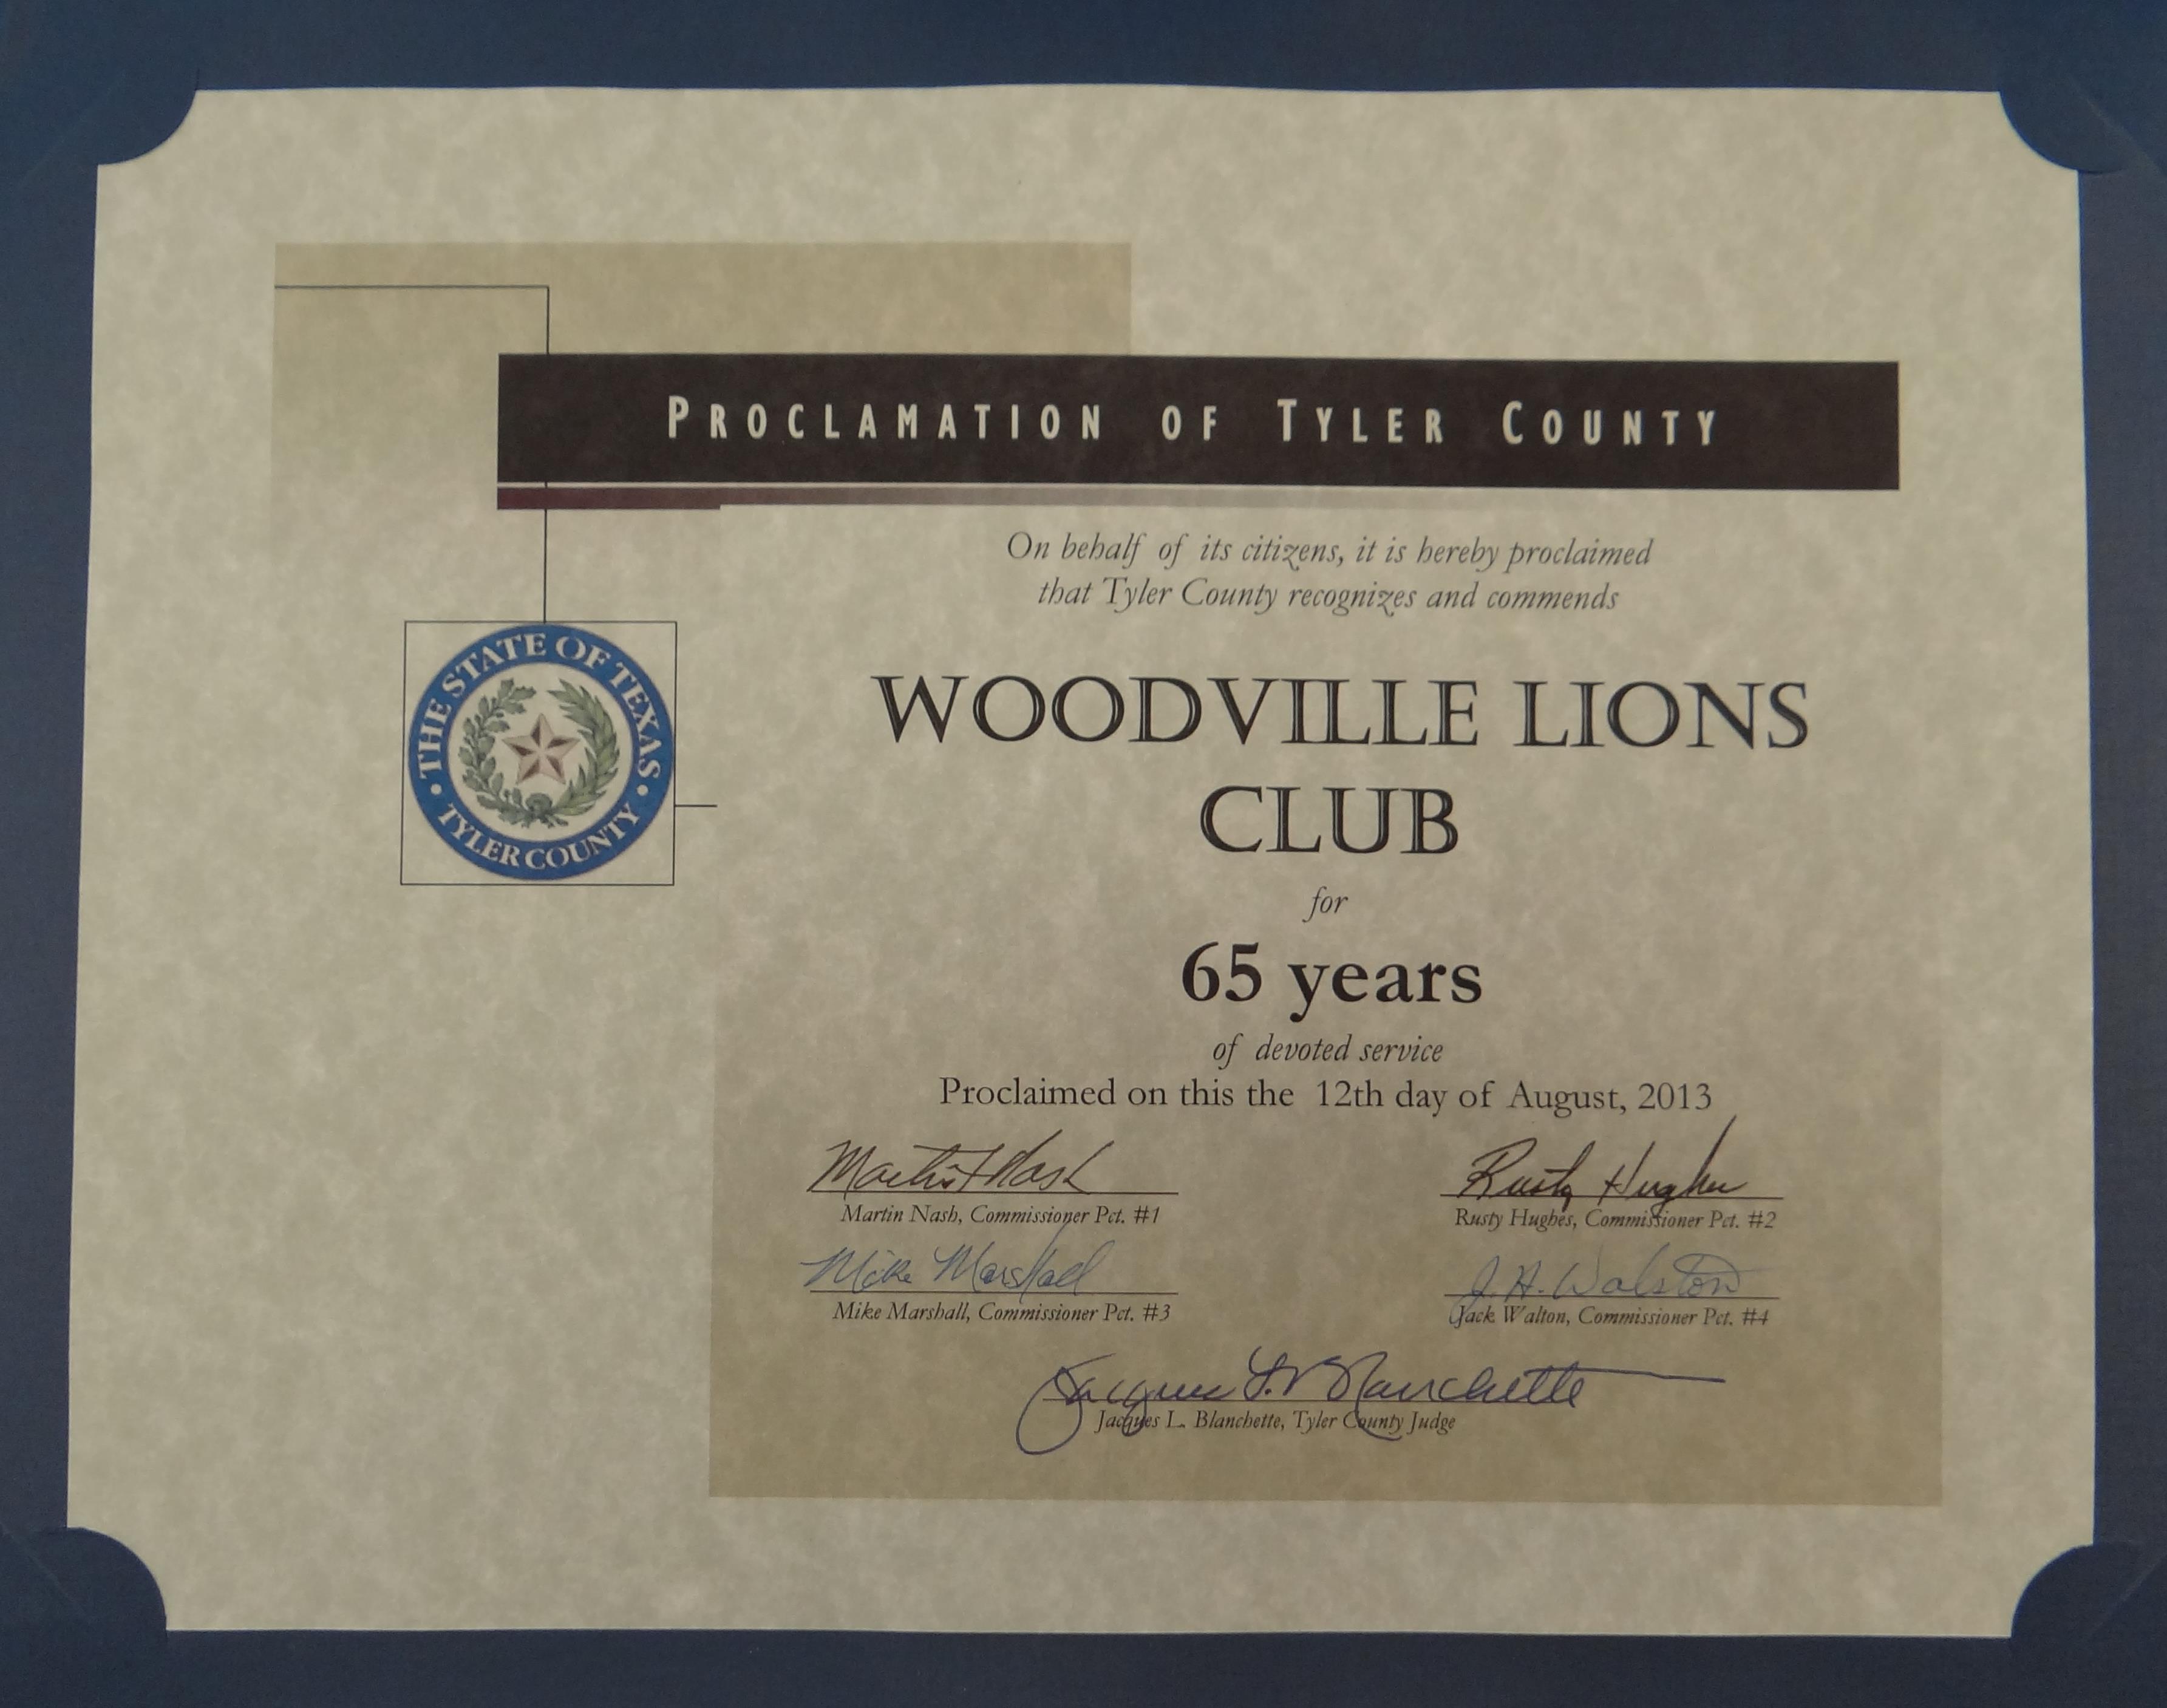 PROCLAMATION OF TYLER COUNTY
On behalf of its citizens, it is hereby proclaimed
that Tyler County recognizes and commends
THE STATE OF TEXAS
TYLER COUNTY
WOODVILLE LIONS
CLUB
for
65 years
of devoted service
Proclaimed on this the 12th day of August, 2013
Martin Nash
Rusty Hughes
Martin Nash, Commissioner Pct. #1
Rusty Hughes, Commissioner Pct. #2
Mike Marshall
J. A. Walston
Mike Marshall, Commissioner Pct. #3
Jack Walton, Commissioner Pct. #4
Jacques L. Blanchette
Jacques L. Blanchette, Tyler County Judge